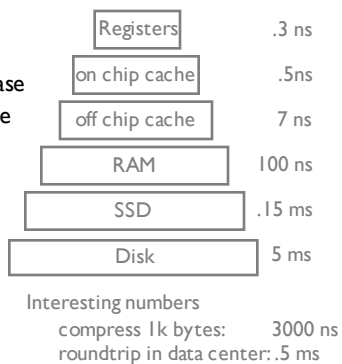 Registers .3 ns
on chip cache .5ns
ase
e
off chip cache 7 ns
RAM 100 ns
SSD .15 ms
Disk 5 ms
Interesting numbers
compress 1k bytes: 3000 ns
roundtrip in data center: .5 ms